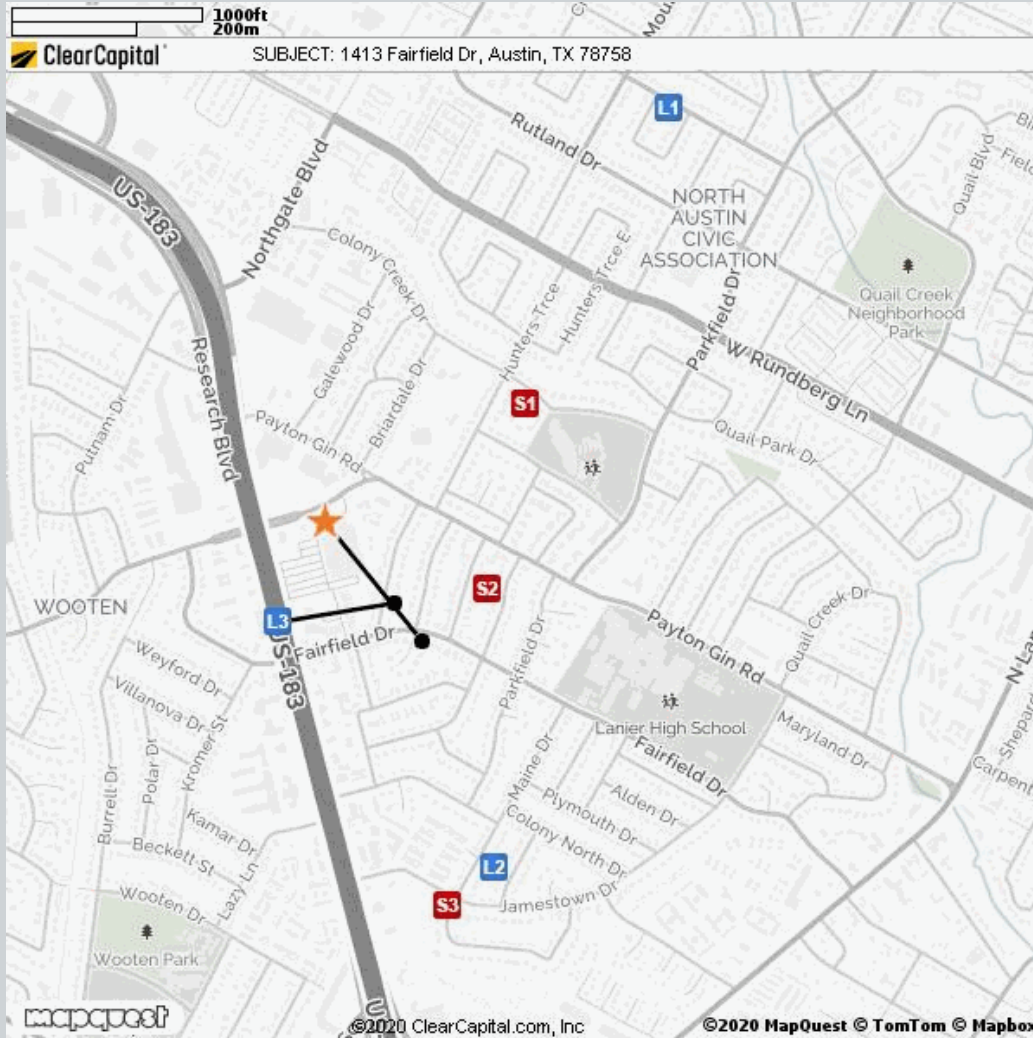 1000ft
200m
ClearCapital
SUBJECT: 1413 Fairfield Dr, Austin, TX 78758
L1
Rutland Dr
US-183
Northgate Blvd
NORTH
AUSTIN
CIVIC
ASSOCIATION
Quail Blvd
Colony Creek Dr
Hunters Trce E
Hunters Trce
Quail Creek
Neighborhood
Park
Parkfield Dr
W Rundberg Ln
Galewood Dr
Briardale Dr
Research Blvd
Putnam Dr
S1
Payton Gin Rd
Quail Park Dr
S2
WOOTEN
L3
US-183
Fairfield Dr
Payton Gin Rd
Quail Creek Dr
Weyford Dr
Villanova Dr
Parkfield Dr
Lanier High School
Maryland Dr
Fairfield Dr
Polar Dr
Kromer St
Burrell Dr
Maine Dr
Alden Dr
Plymouth Dr
Colony North Dr
Kamar Dr
Beckett St
Lazy Ln
L2
S3
Jamestown Dr
Wooten Dr
Wooten Park
mapquest
©2020 ClearCapital.com, Inc
©2020 MapQuest © TomTom © Mapbox